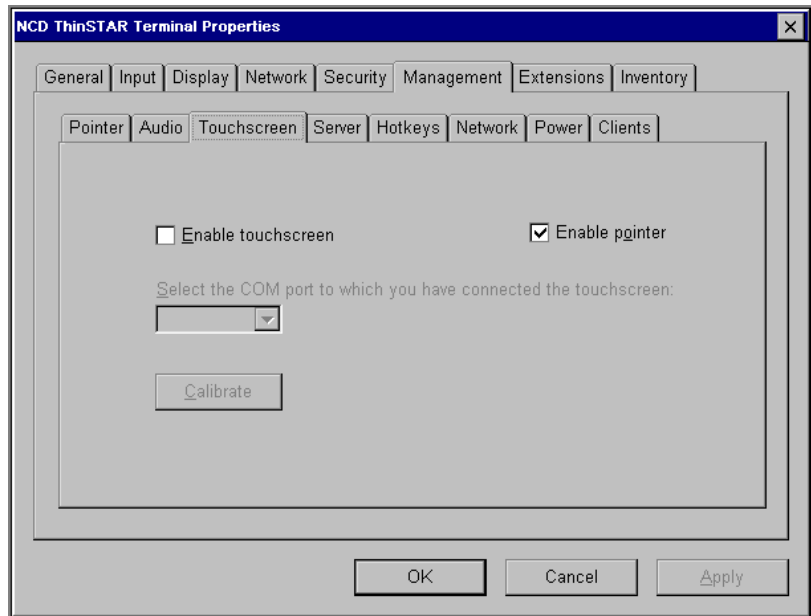 NCD ThinSTAR Terminal Properties
General Input Display Network Security Management Extensions Inventory
Pointer Audio Touchscreen Server Hotkeys Network Power Clients
Enable touchscreen Enable pointer
Select the COM port to which you have connected the touchscreen:
Calibrate
OK Cancel Apply